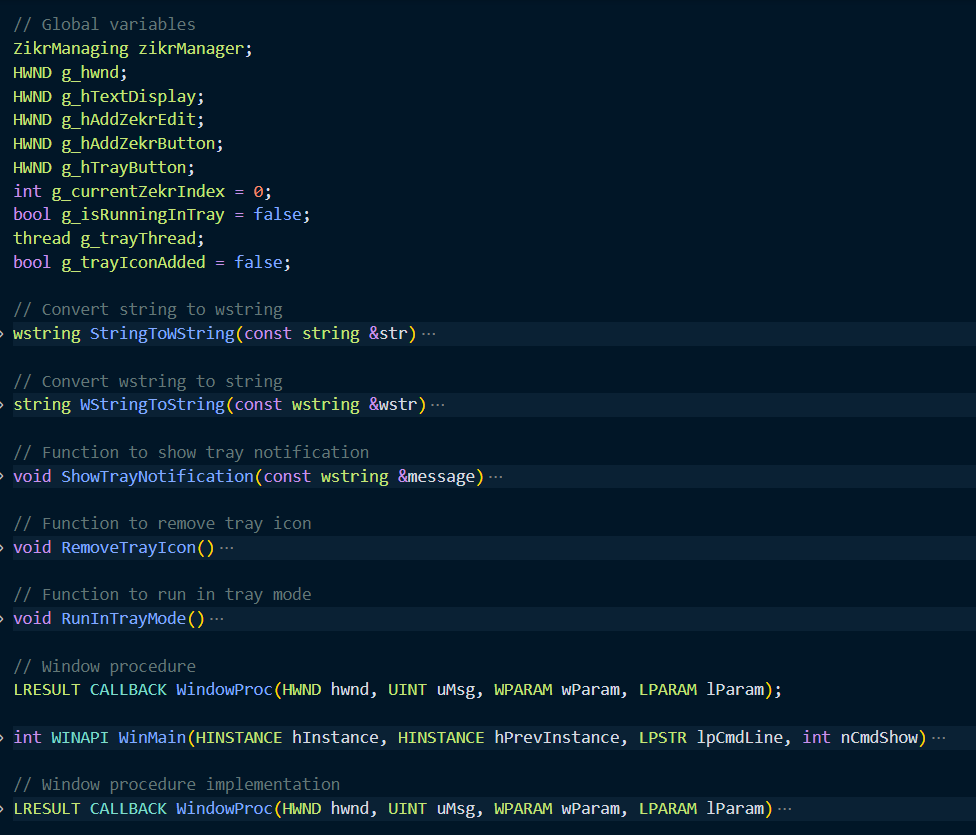 // Global variables
ZikrManaging zikrManager;
HWND g_hwnd;
HWND g_hTextDisplay;
HWND g_hAddZekrEdit;
HWND g_hAddZekrButton;
HWND g_hTrayButton;
int g_currentZekrIndex = 0;
bool g_isRunningInTray = false;
thread g_trayThread;
bool g_trayIconAdded = false;
// Convert string to wstring
wstring StringToWString(const string &str) ···
// Convert wstring to string
string WStringToString(const wstring &wstr) ···
// Function to show tray notification
void ShowTrayNotification(const wstring &message) ···
// Function to remove tray icon
void RemoveTrayIcon() ···
// Function to run in tray mode
void RunInTrayMode() ···
// Window procedure
LRESULT CALLBACK WindowProc(HWND hwnd, UINT uMsg, WPARAM wParam, LPARAM lParam);
int WINAPI WinMain(HINSTANCE hInstance, HINSTANCE hPrevInstance, LPSTR lpCmdLine, int nCmdShow) ···
// Window procedure implementation
LRESULT CALLBACK WindowProc(HWND hwnd, UINT uMsg, WPARAM wParam, LPARAM lParam) ···